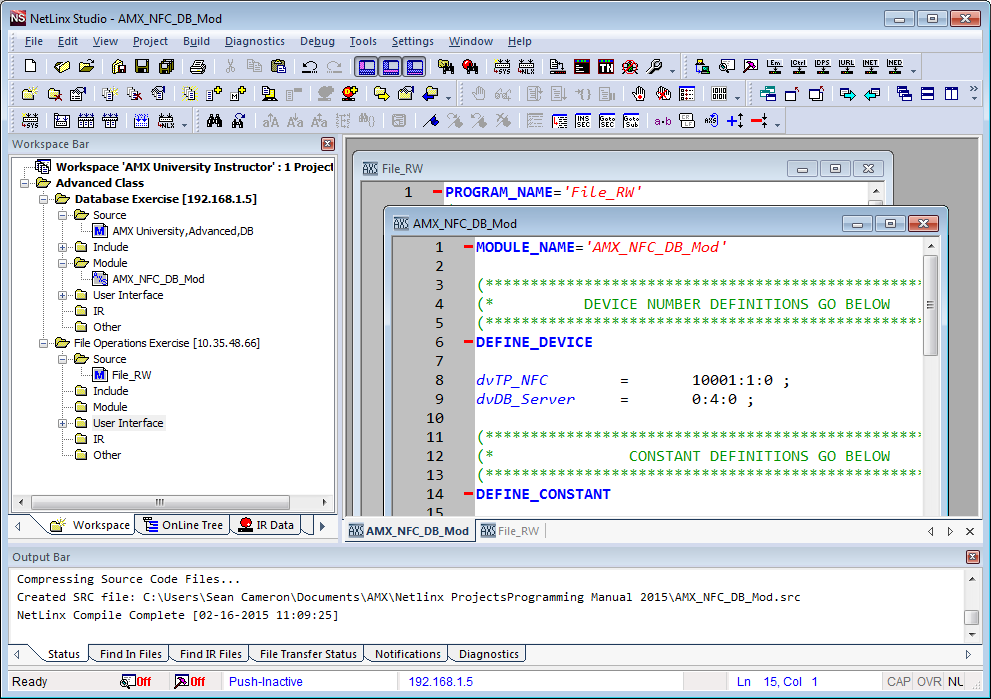 NetLinx Studio - AMX_NFC_DB_Mod
File Edit View Project Build Diagnostics Debug Tools Settings Window Help
Workspace Bar
Workspace 'AMX University Instructor' : 1 Project
Advanced Class
Database Exercise [192.168.1.5]
Source
AMX University,Advanced,DB
Include
Module
AMX_NFC_DB_Mod
User Interface
IR
Other
File Operations Exercise [10.35.48.66]
Source
File_RW
Include
Module
User Interface
IR
Other
Workspace OnLine Tree IR Data
File_RW
1 PROGRAM_NAME='File_RW'
AMX_NFC_DB_Mod
1 MODULE_NAME='AMX_NFC_DB_Mod'
2
3 (*************************************************
4 (* DEVICE NUMBER DEFINITIONS GO BELOW
5 (*************************************************
6 DEFINE_DEVICE
7
8 dvTP_NFC = 10001:1:0 ;
9 dvDB_Server = 0:4:0 ;
10
11 (*************************************************
12 (* CONSTANT DEFINITIONS GO BELOW
13 (*************************************************
14 DEFINE_CONSTANT
15
AMX_NFC_DB_Mod File_RW
Output Bar
Compressing Source Code Files...
Created SRC file: C:\Users\Sean Cameron\Documents\AMX\Netlinx ProjectsProgramming Manual 2015\AMX_NFC_DB_Mod.src
NetLinx Compile Complete [02-16-2015 11:09:25]
Status Find In Files Find IR Files File Transfer Status Notifications Diagnostics
Ready Off Off Push-Inactive 192.168.1.5 Ln 15, Col 1 CAP OVR NU